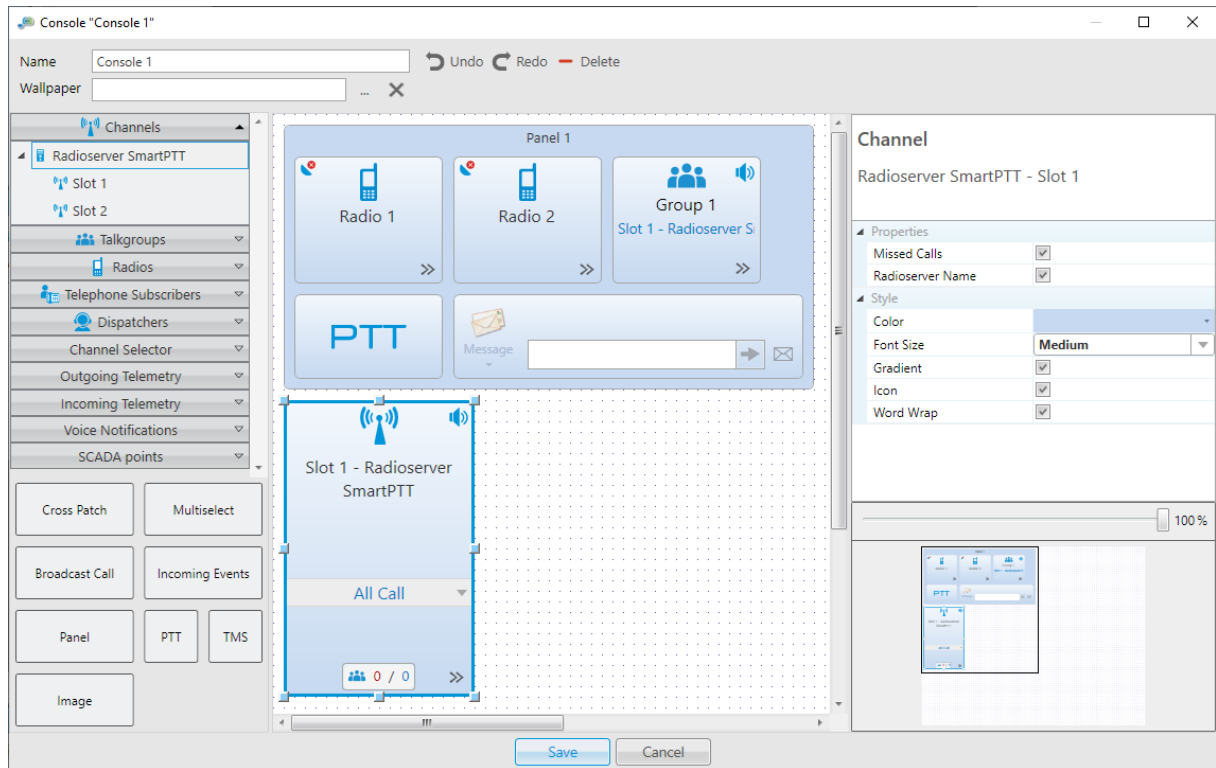 Console "Console 1"
Name
Console 1
Undo
Redo
Delete
Wallpaper
...
Channels
Radioserver SmartPTT
Slot 1
Slot 2
Talkgroups
Radios
Telephone Subscribers
Dispatchers
Channel Selector
Outgoing Telemetry
Incoming Telemetry
Voice Notifications
SCADA points
Cross Patch
Multiselect
Broadcast Call
Incoming Events
Panel
PTT
TMS
Image
Panel 1
Radio 1
Radio 2
Group 1
Slot 1 - Radioserver S
PTT
Message
Slot 1 - Radioserver
SmartPTT
All Call
0 / 0
Channel
Radioserver SmartPTT - Slot 1
Properties
Missed Calls
Radioserver Name
Style
Color
Font Size
Medium
Gradient
Icon
Word Wrap
100 %
PTT
Save
Cancel